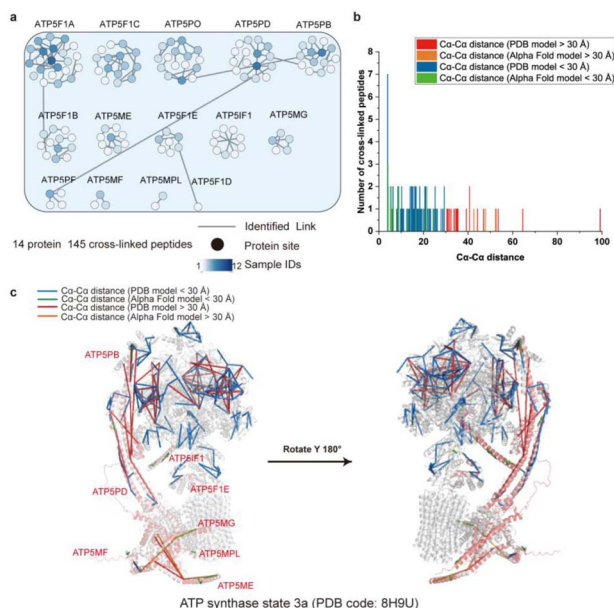 a
ATP5F1A ATP5F1C ATP5PO ATP5PD ATP5PB
ATP5F1B ATP5ME ATP5F1E ATP5IF1 ATP5MG
ATP5PF ATP5MF ATP5MPL ATP5F1D
14 protein 145 cross-linked peptides
Identified Link
Protein site
1 12 Sample IDs
b
Cα-Cα distance (PDB model > 30 Å)
Cα-Cα distance (Alpha Fold model > 30 Å)
Cα-Cα distance (PDB model < 30 Å)
Cα-Cα distance (Alpha Fold model < 30 Å)
Number of cross-linked peptides
9
8
7
6
5
4
3
2
1
0
0 20 40 60 80 100
Cα-Cα distance
c
Cα-Cα distance (PDB model < 30 Å)
Cα-Cα distance (Alpha Fold model < 30 Å)
Cα-Cα distance (PDB model > 30 Å)
Cα-Cα distance (Alpha Fold model > 30 Å)
ATP5PB
Rotate Y 180°
ATP5IF1
ATP5PD
ATP5F1E
ATP5MG
ATP5MF
ATP5MPL
ATP5ME
ATP synthase state 3a (PDB code: 8H9U)